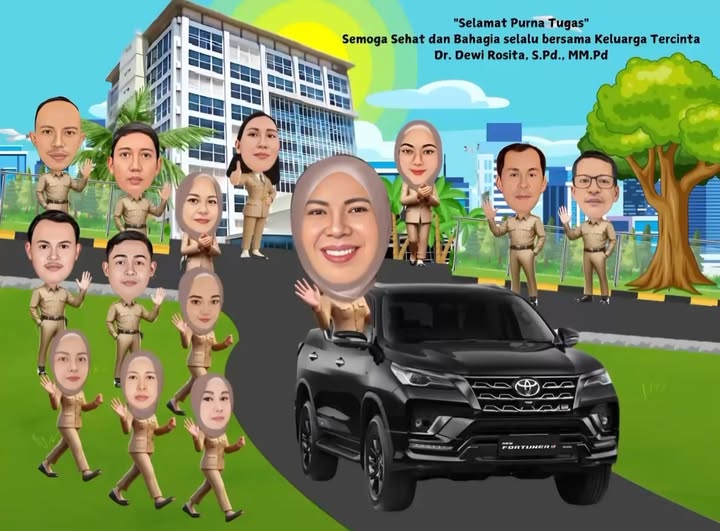 "Selamat Purna Tugas"
Semoga Sehat dan Bahagia selalu bersama Keluarga Tercinta
Dr. Dewi Rosita, S.Pd., MM.Pd
FORTUNER